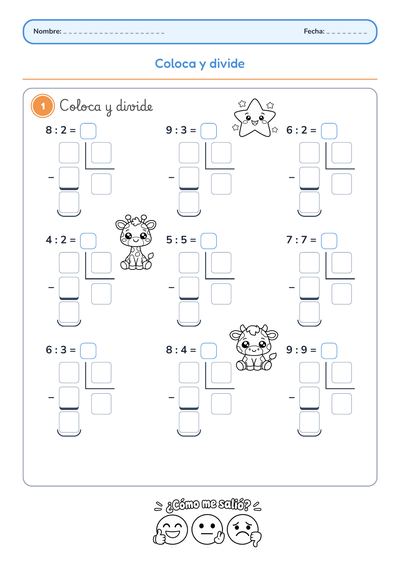 Nombre: Fecha:
Coloca y divide
1 Coloca y divide
8 : 2 = 9 : 3 = 6 : 2 =
- - -
4 : 2 = 5 : 5 = 7 : 7 =
- - -
6 : 3 = 8 : 4 = 9 : 9 =
- - -
¿Cómo me salió?